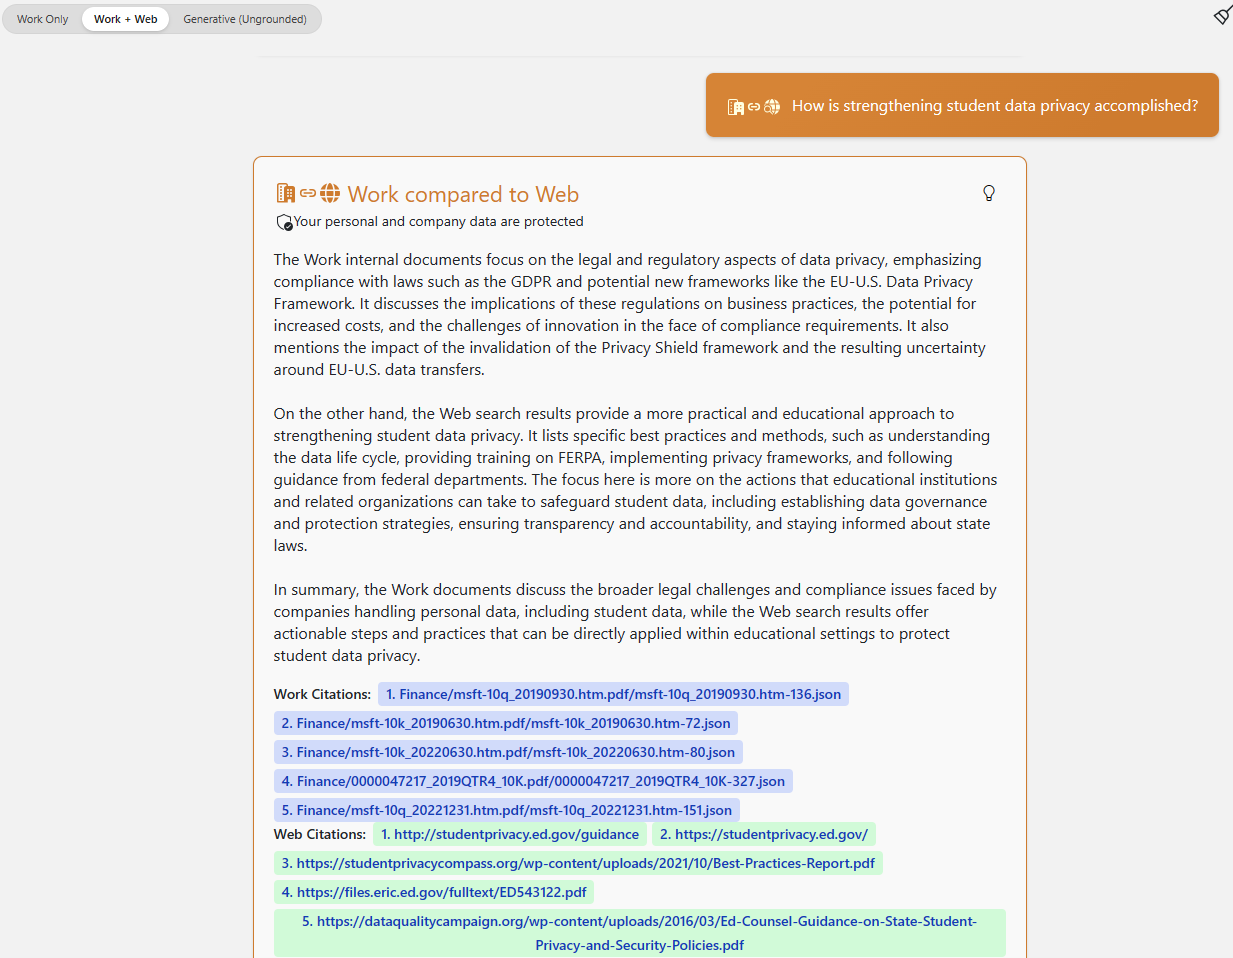 Work Only
Work + Web
Generative (Ungrounded)
How is strengthening student data privacy accomplished?
Work compared to Web
Your personal and company data are protected
The Work internal documents focus on the legal and regulatory aspects of data privacy, emphasizing
compliance with laws such as the GDPR and potential new frameworks like the EU-U.S. Data Privacy
Framework. It discusses the implications of these regulations on business practices, the potential for
increased costs, and the challenges of innovation in the face of compliance requirements. It also
mentions the impact of the invalidation of the Privacy Shield framework and the resulting uncertainty
around EU-U.S. data transfers.
On the other hand, the Web search results provide a more practical and educational approach to
strengthening student data privacy. It lists specific best practices and methods, such as understanding
the data life cycle, providing training on FERPA, implementing privacy frameworks, and following
guidance from federal departments. The focus here is more on the actions that educational institutions
and related organizations can take to safeguard student data, including establishing data governance
and protection strategies, ensuring transparency and accountability, and staying informed about state
laws.
In summary, the Work documents discuss the broader legal challenges and compliance issues faced by
companies handling personal data, including student data, while the Web search results offer
actionable steps and practices that can be directly applied within educational settings to protect
student data privacy.
Work Citations: 1. Finance/msft-10q_20190930.htm.pdf/msft-10q_20190930.htm-136.json
2. Finance/msft-10k_20190630.htm.pdf/msft-10k_20190630.htm-72.json
3. Finance/msft-10k_20220630.htm.pdf/msft-10k_20220630.htm-80.json
4. Finance/0000047217_2019QTR4_10K.pdf/0000047217_2019QTR4_10K-327.json
5. Finance/msft-10q_20221231.htm.pdf/msft-10q_20221231.htm-151.json
Web Citations: 1. http://studentprivacy.ed.gov/guidance 2. https://studentprivacy.ed.gov/
3. https://studentprivacycompass.org/wp-content/uploads/2021/10/Best-Practices-Report.pdf
4. https://files.eric.ed.gov/fulltext/ED543122.pdf
5. https://dataqualitycampaign.org/wp-content/uploads/2016/03/Ed-Counsel-Guidance-on-State-Student-
Privacy-and-Security-Policies.pdf